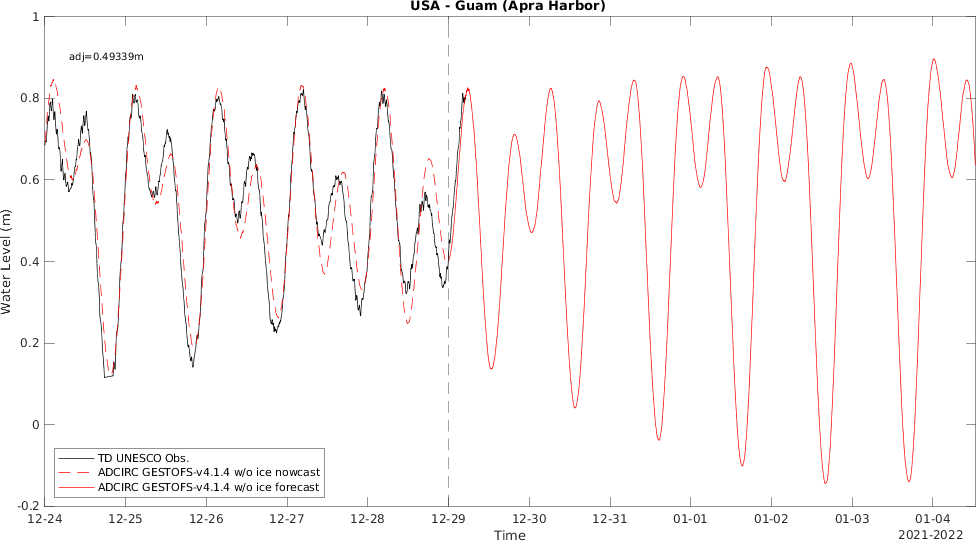 USA - Guam (Apra Harbor)
1
adj=0.49339m
0.8
0.6
0.4
0.2
0
-0.2
Water Level (m)
TD UNESCO Obs.
ADCIRC GESTOFS-v4.1.4 w/o ice nowcast
ADCIRC GESTOFS-v4.1.4 w/o ice forecast
12-24 12-25 12-26 12-27 12-28 12-29 12-30 12-31 01-01 01-02 01-03 01-04
Time
2021-2022